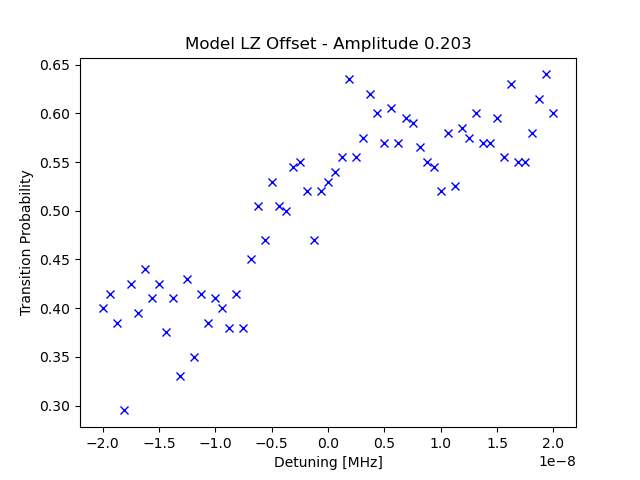 Model LZ Offset - Amplitude 0.203
Transition Probability
0.65
0.60
0.55
0.50
0.45
0.40
0.35
0.30
−2.0 −1.5 −1.0 −0.5 0.0 0.5 1.0 1.5 2.0
1e−8
Detuning [MHz]